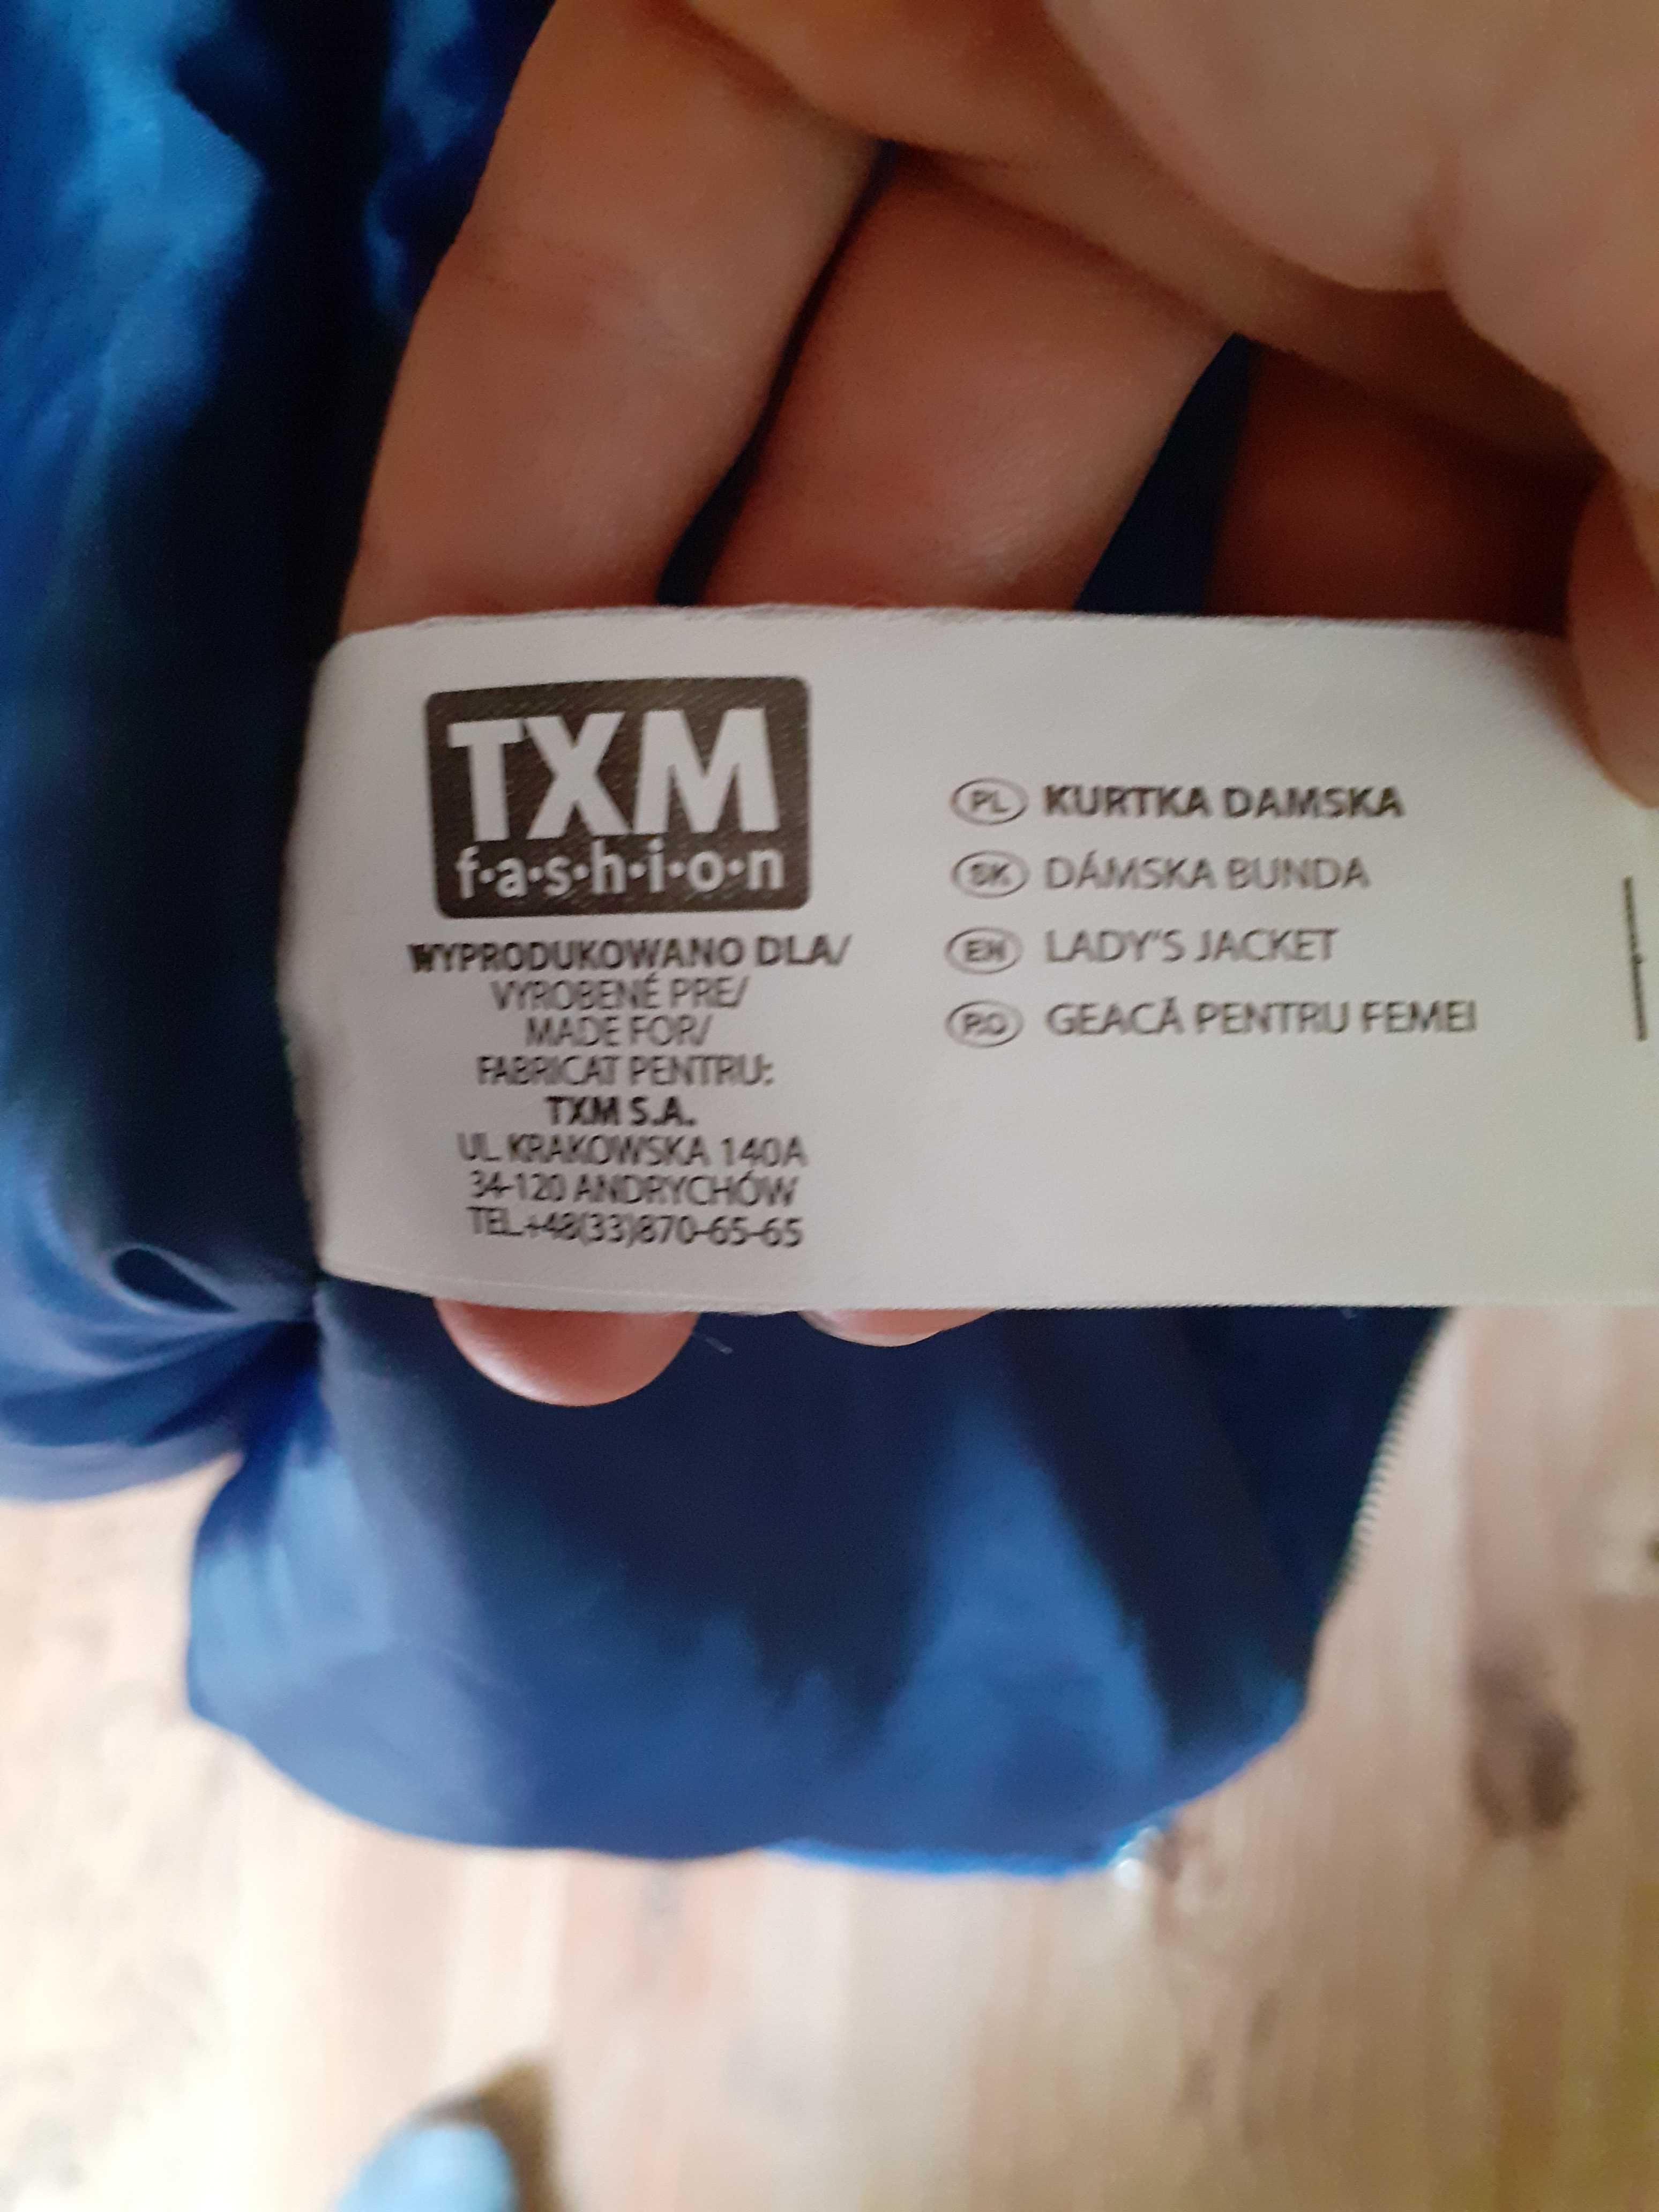 TXM
f·a·s·h·i·o·n
WYPRODUKOWANO DLA/
VYROBENÉ PRE/
MADE FOR/
FABRICAT PENTRU:
TXM S.A.
UL. KRAKOWSKA 140A
34-120 ANDRYCHÓW
TEL.+48(33)870-65-65
PL KURTKA DAMSKA
SK DÁMSKA BUNDA
EN LADY'S JACKET
RO GEACĂ PENTRU FEMEI